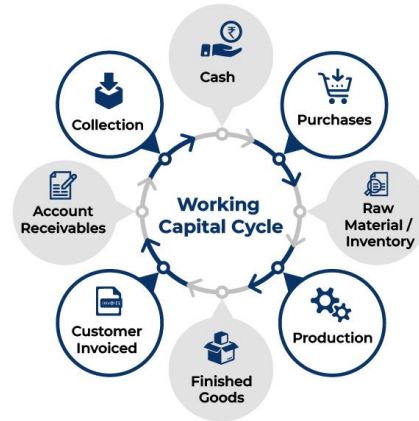 Cash
Purchases
Raw
Material /
Inventory
Production
Finished
Goods
Customer
Invoiced
Account
Receivables
Collection
Working
Capital Cycle